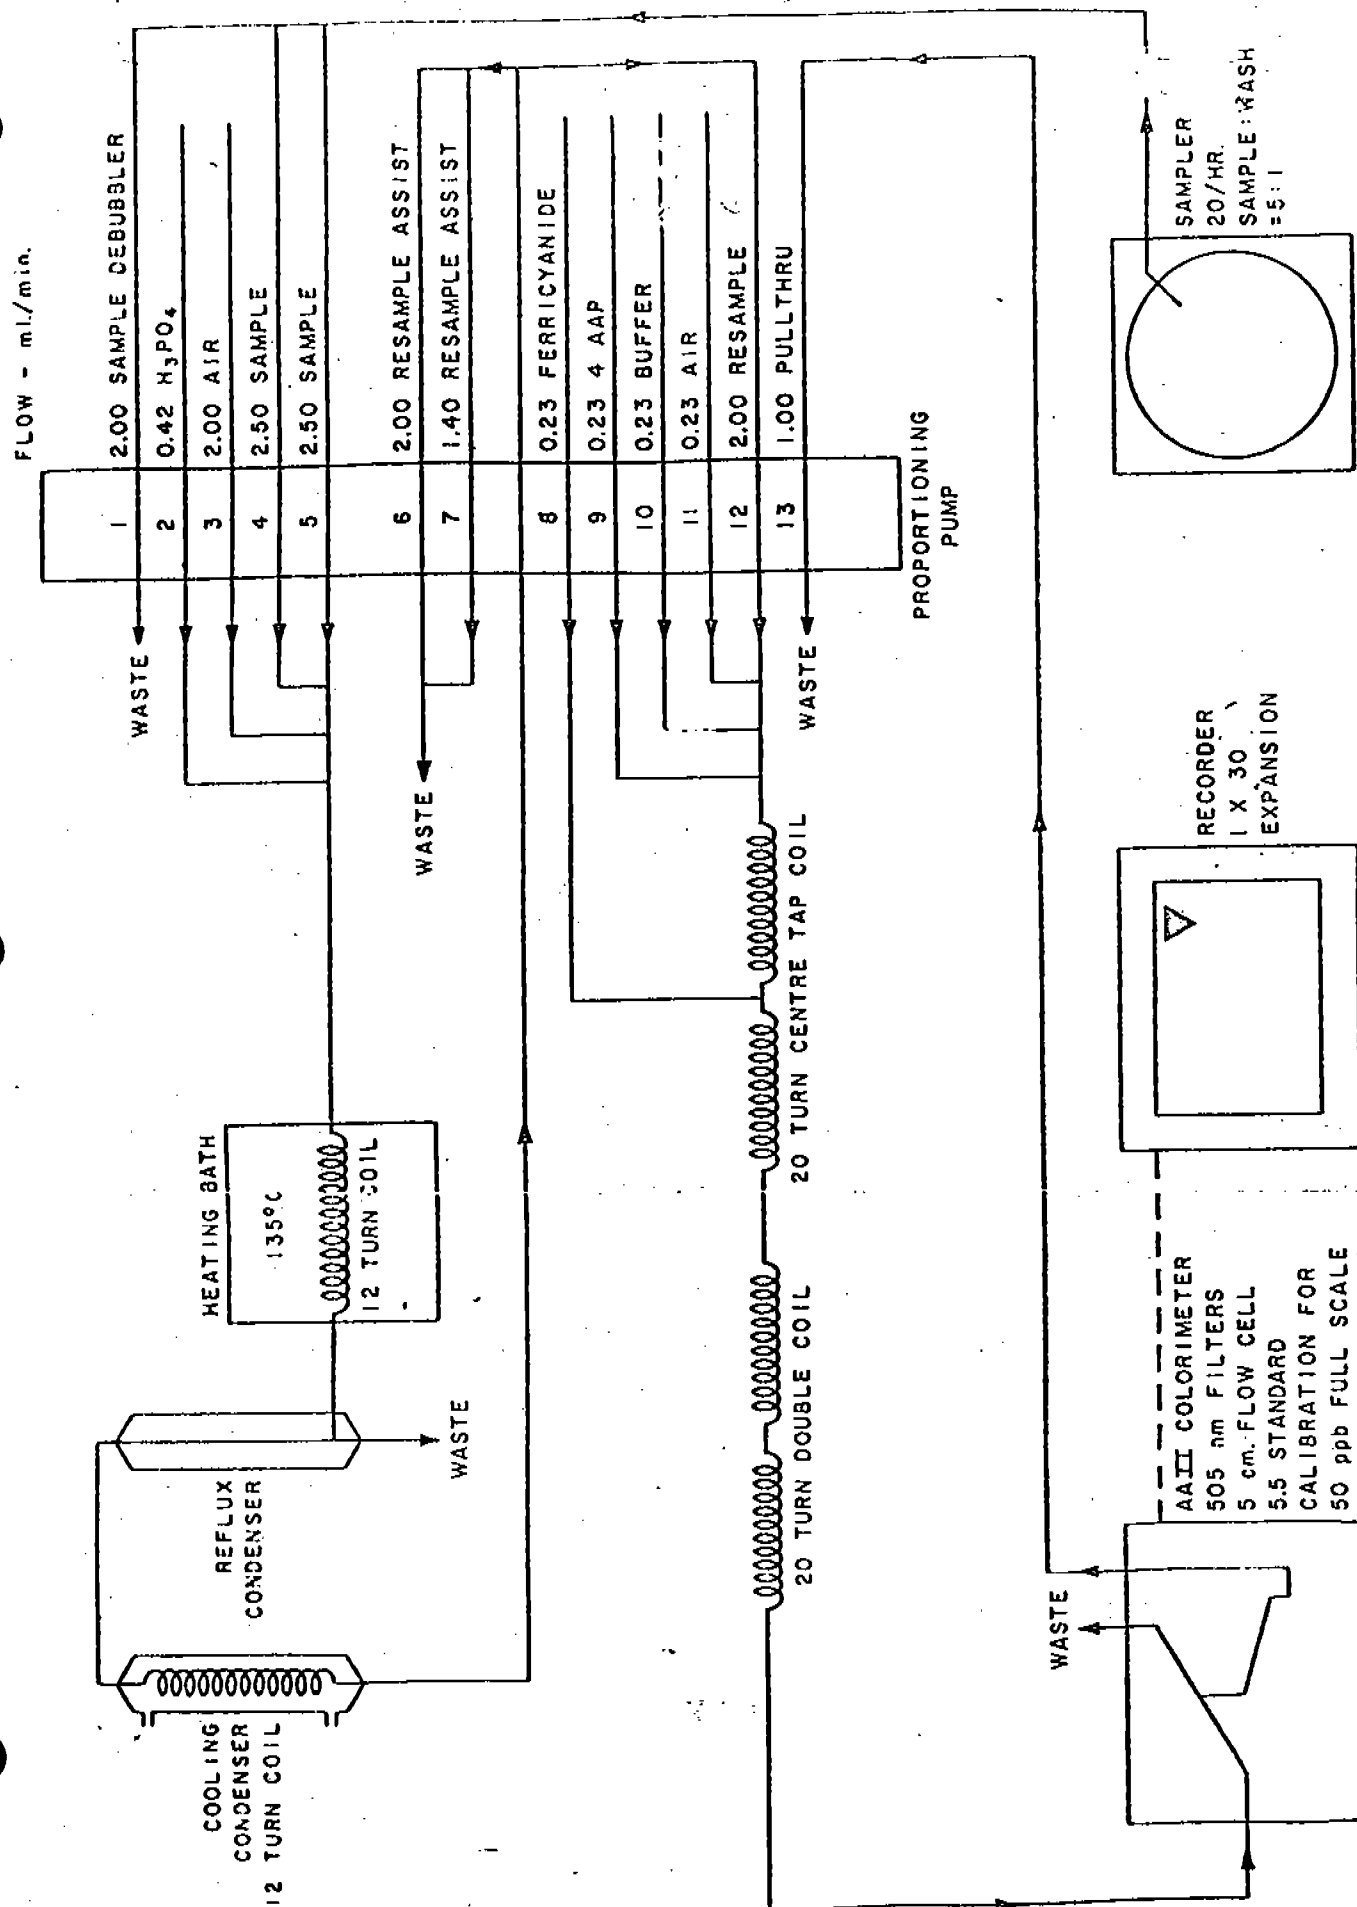 FLOW - ml./min.
1 2.00 SAMPLE DEBUBBLER
2 0.42 H₃PO₄
3 2.00 AIR
4 2.50 SAMPLE
5 2.50 SAMPLE
6 2.00 RESAMPLE ASSIST
7 1.40 RESAMPLE ASSIST
8 0.23 FERRICYANIDE
9 0.23 4 AAP
10 0.23 BUFFER
11 0.23 AIR
12 2.00 RESAMPLE
13 1.00 PULLTHRU
PROPORTIONING
PUMP
WASTE
WASTE
WASTE
HEATING BATH
135°C
12 TURN COIL
REFLUX
CONDENSER
WASTE
COOLING
CONDENSER
12 TURN COIL
20 TURN CENTRE TAP COIL
20 TURN DOUBLE COIL
SAMPLER
20/HR.
SAMPLE:WASH
=5:1
RECORDER
1 X 30
EXPANSION
AAII COLORIMETER
505 nm FILTERS
5 cm. FLOW CELL
5.5 STANDARD
CALIBRATION FOR
50 ppb FULL SCALE
WASTE